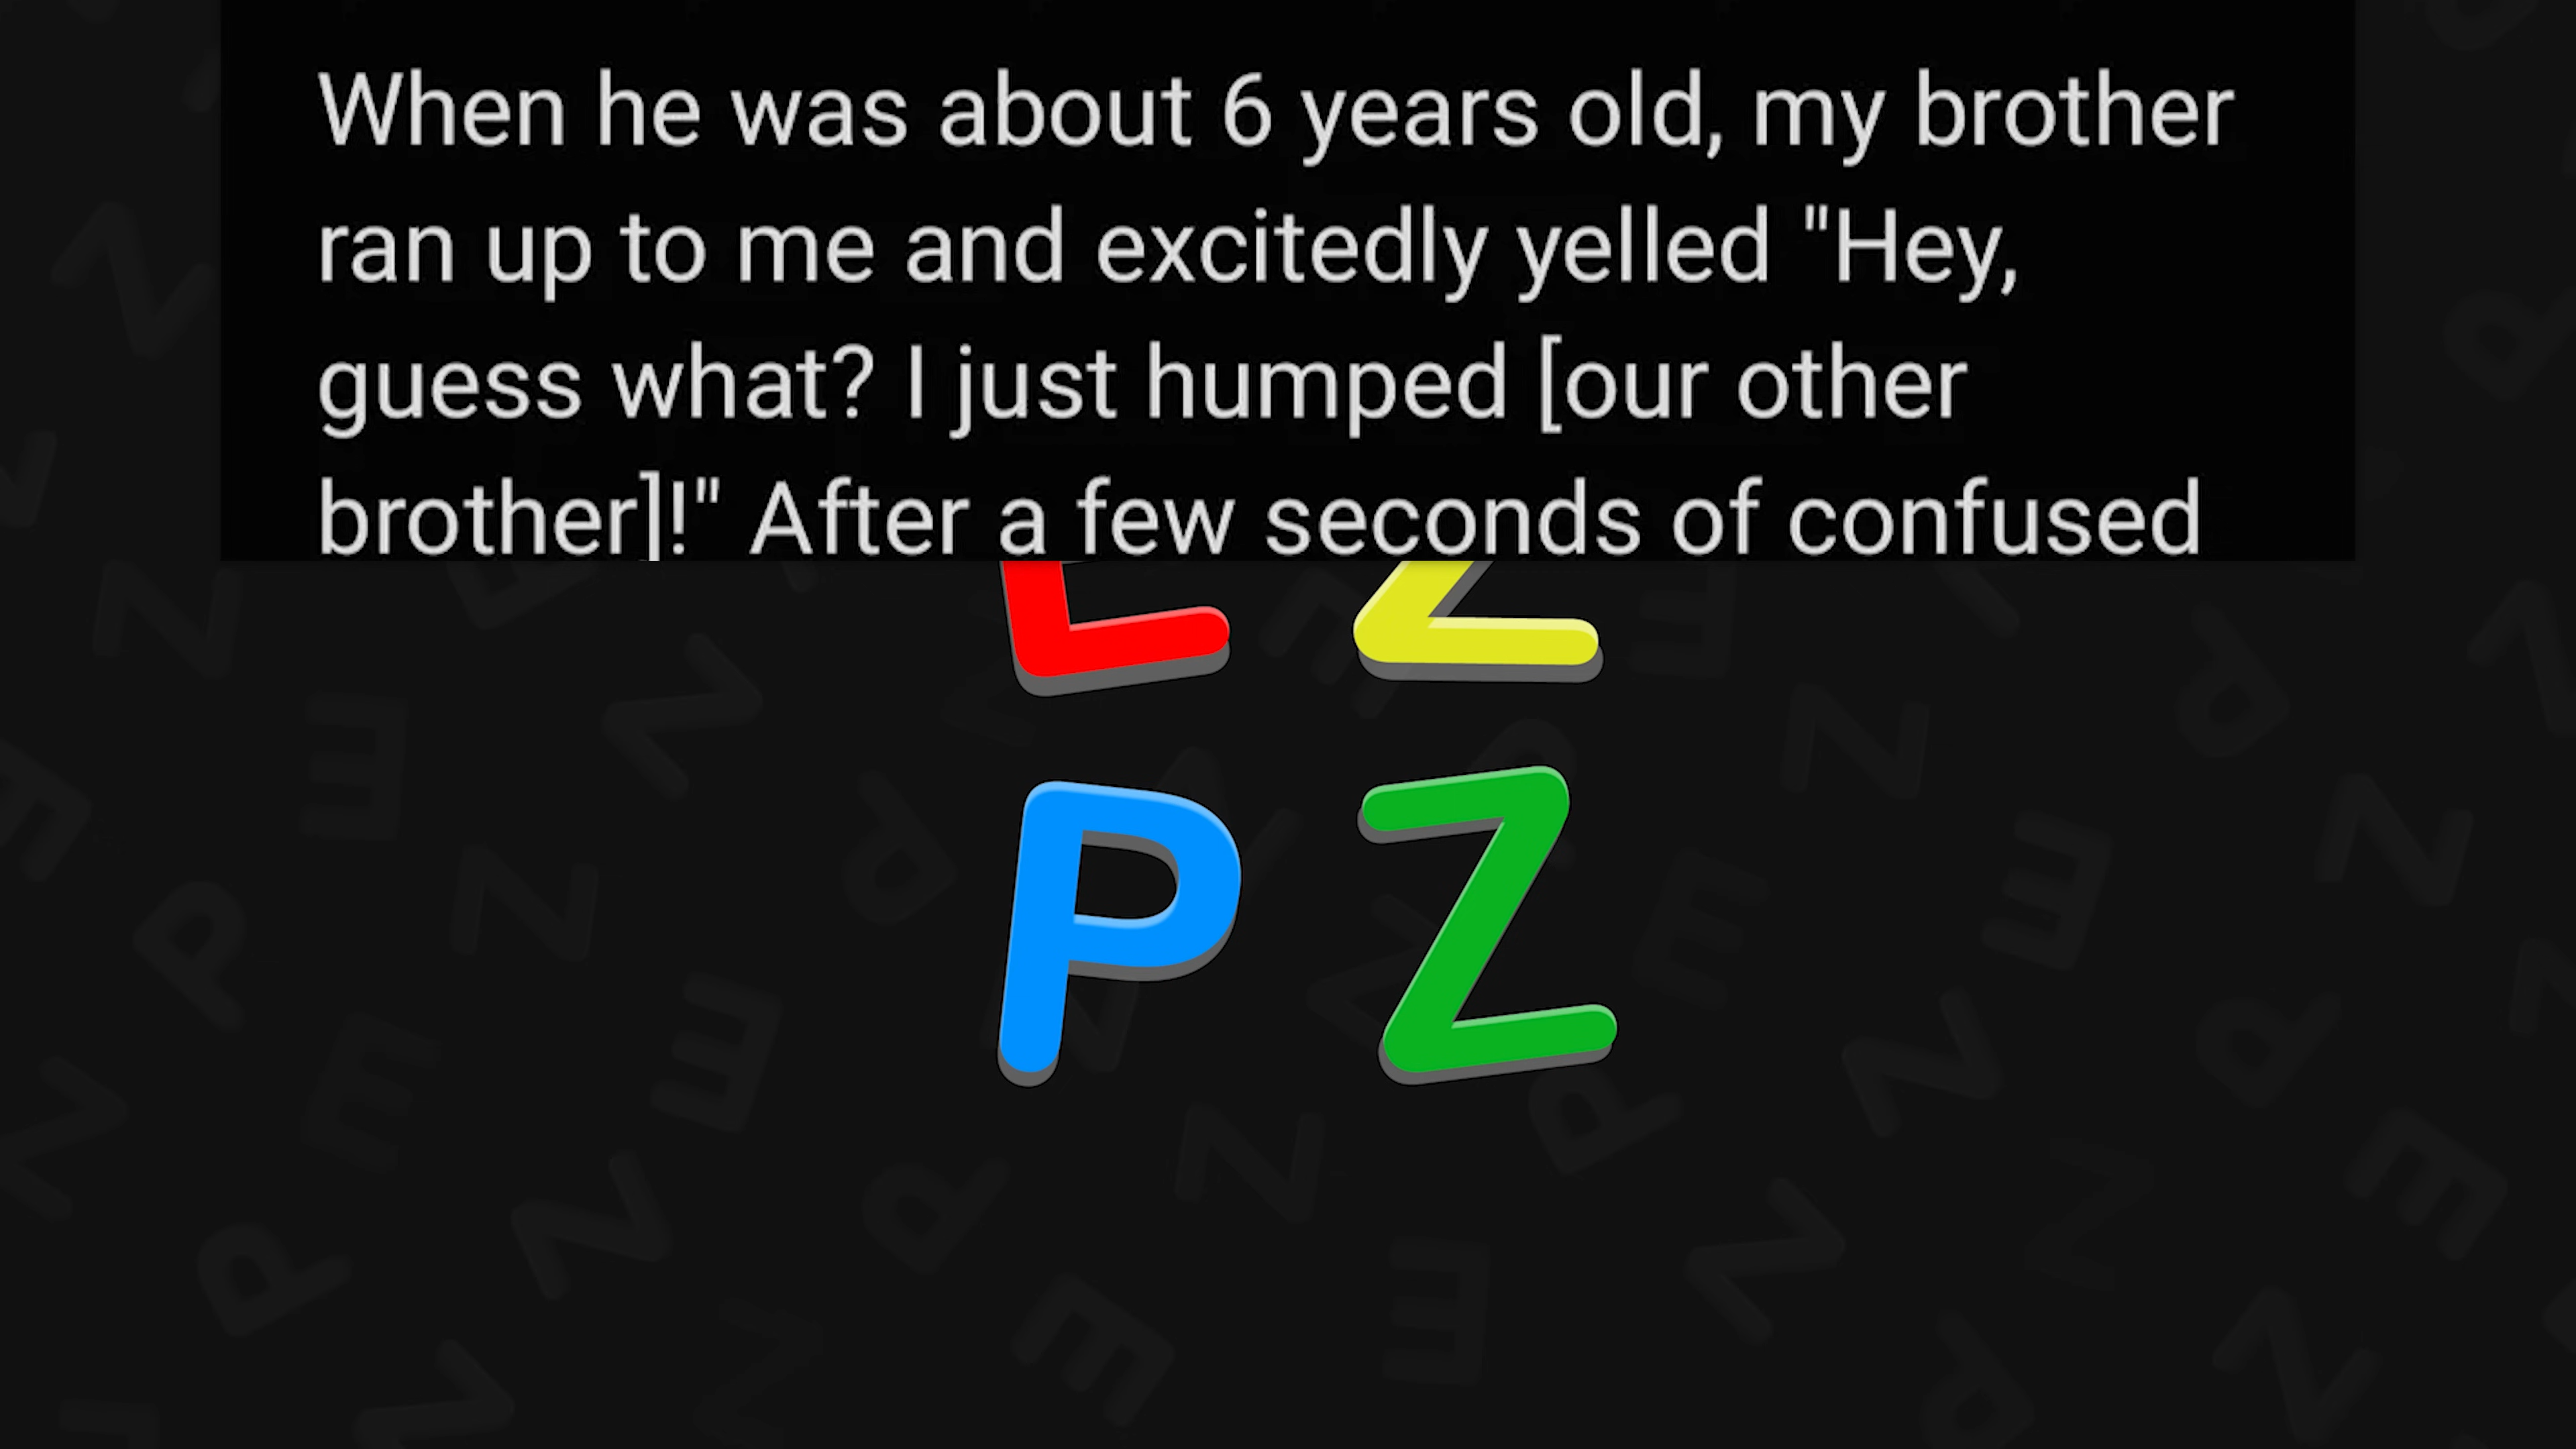 When he was about 6 years old, my brother
ran up to me and excitedly yelled "Hey,
guess what? I just humped [our other
brother]!" After a few seconds of confused
E Z
P Z